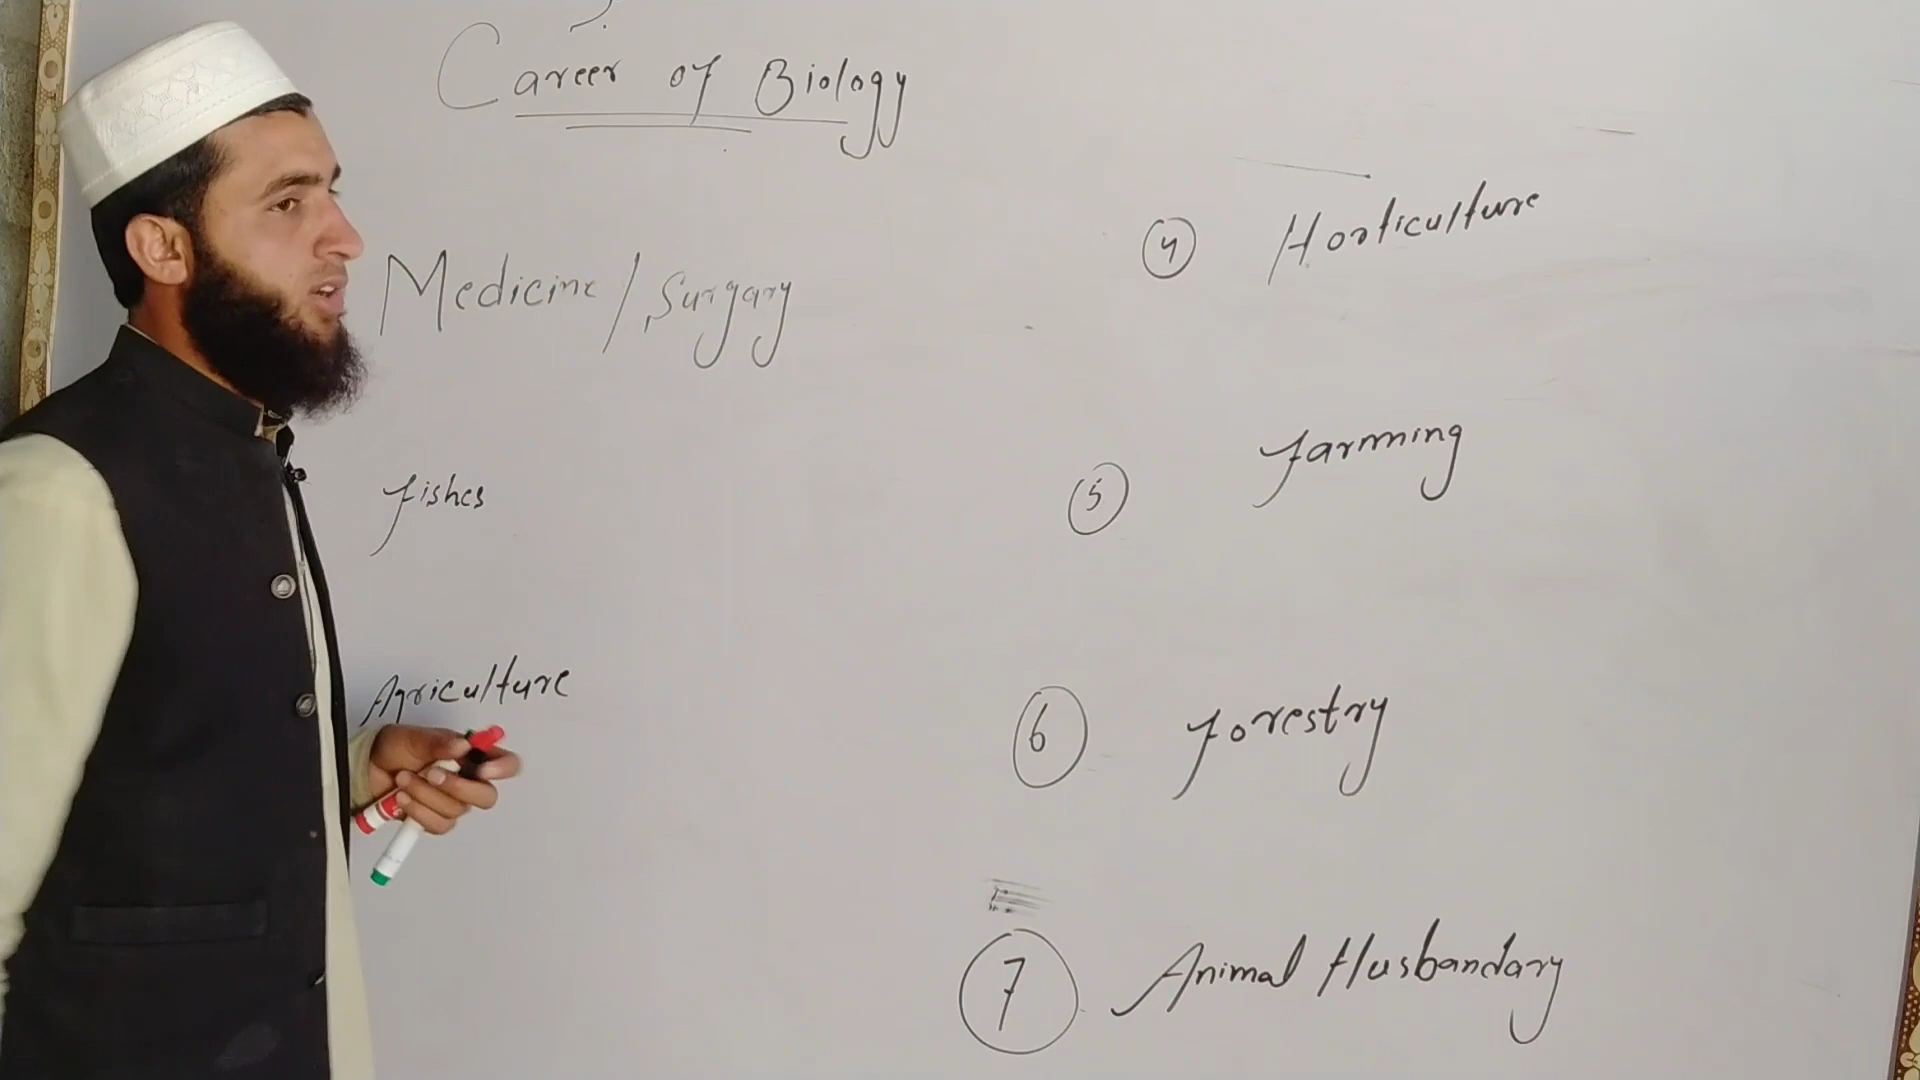 Career of Biology
Medicine / Surgary
Fishes
Agriculture
4 Horticulture
5 Farming
6 Forestry
7 Animal Husbandary